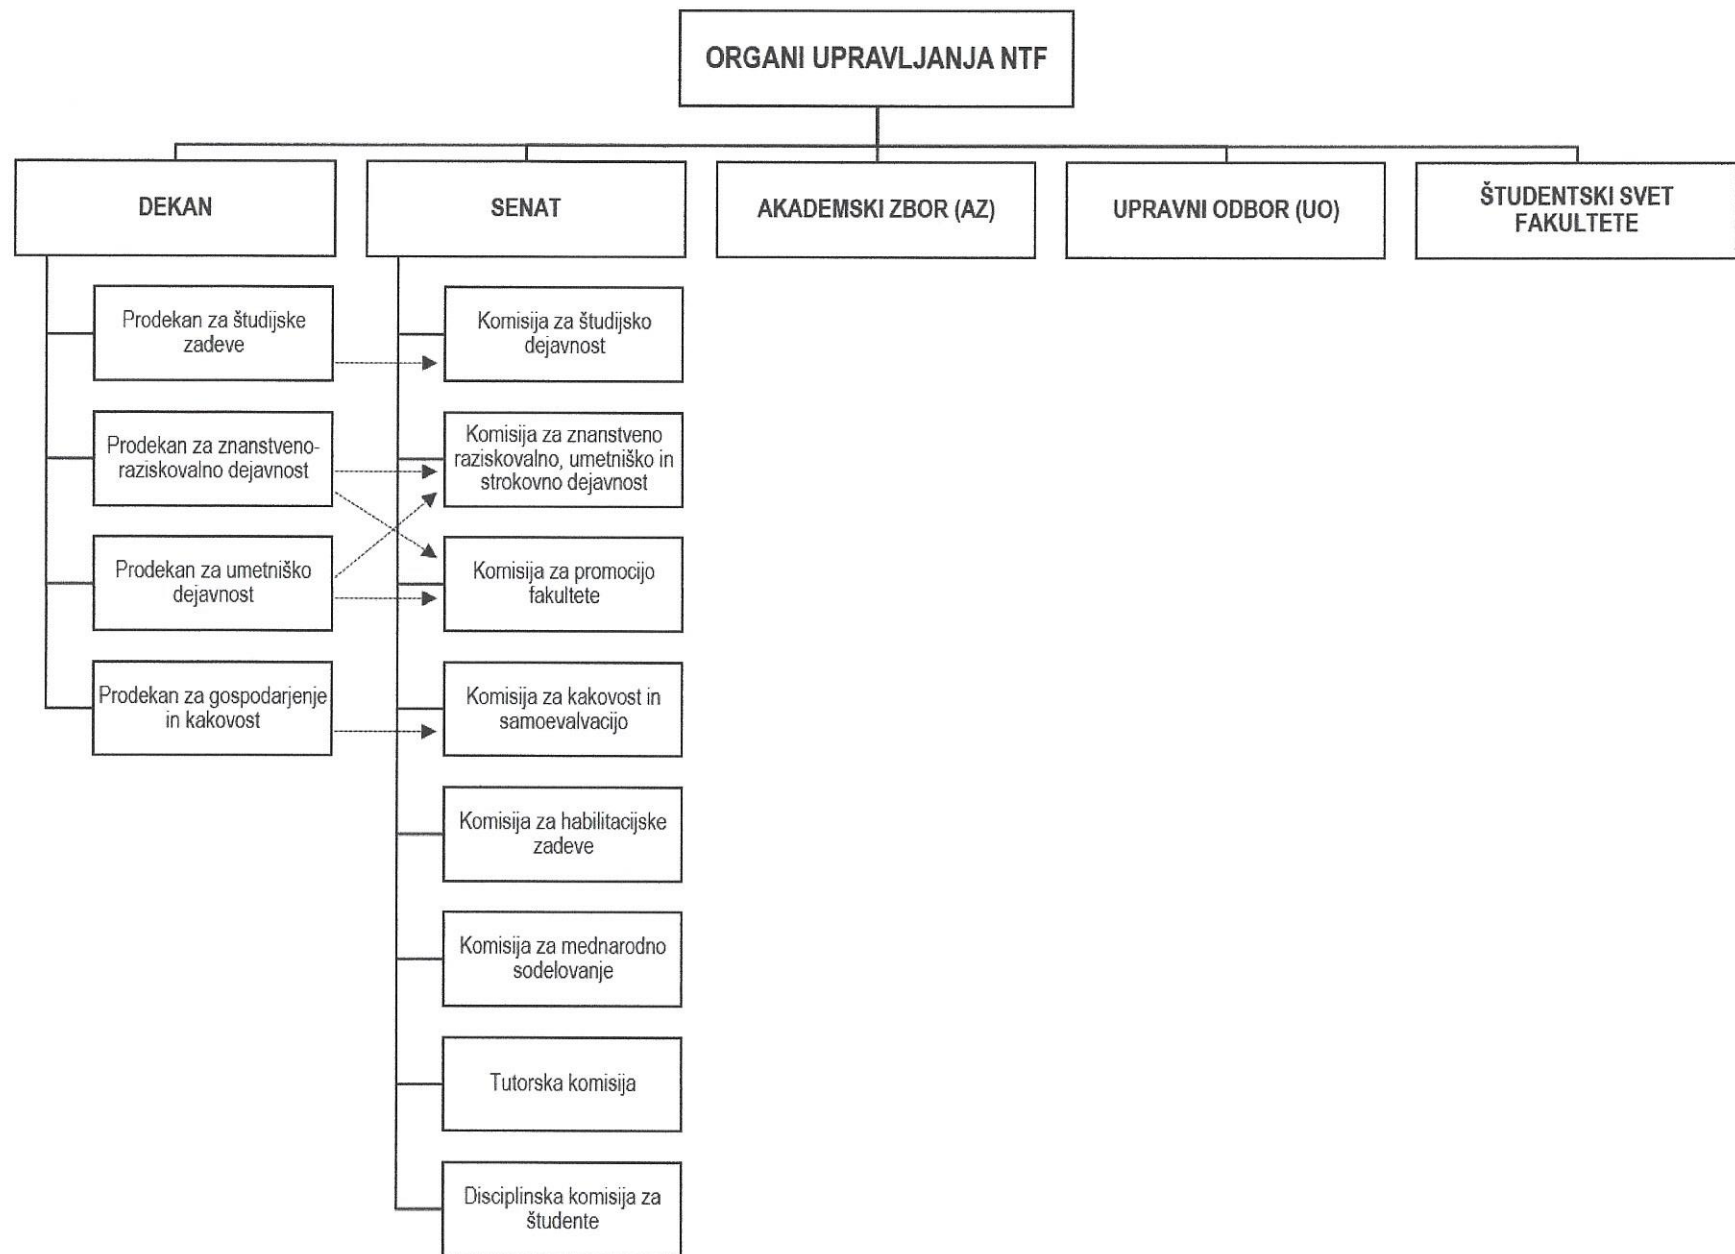 ORGANI UPRAVLJANJA NTF
DEKAN
SENAT
AKADEMSKI ZBOR (AZ)
UPRAVNI ODBOR (UO)
ŠTUDENTSKI SVET
FAKULTETE
Prodekan za študijske
zadeve
Prodekan za znanstveno-
raziskovalno dejavnost
Prodekan za umetniško
dejavnost
Prodekan za gospodarjenje
in kakovost
Komisija za študijsko
dejavnost
Komisija za znanstveno
raziskovalno, umetniško in
strokovno dejavnost
Komisija za promocijo
fakultete
Komisija za kakovost in
samoevalvacijo
Komisija za habilitacijske
zadeve
Komisija za mednarodno
sodelovanje
Tutorska komisija
Disciplinska komisija za
študente